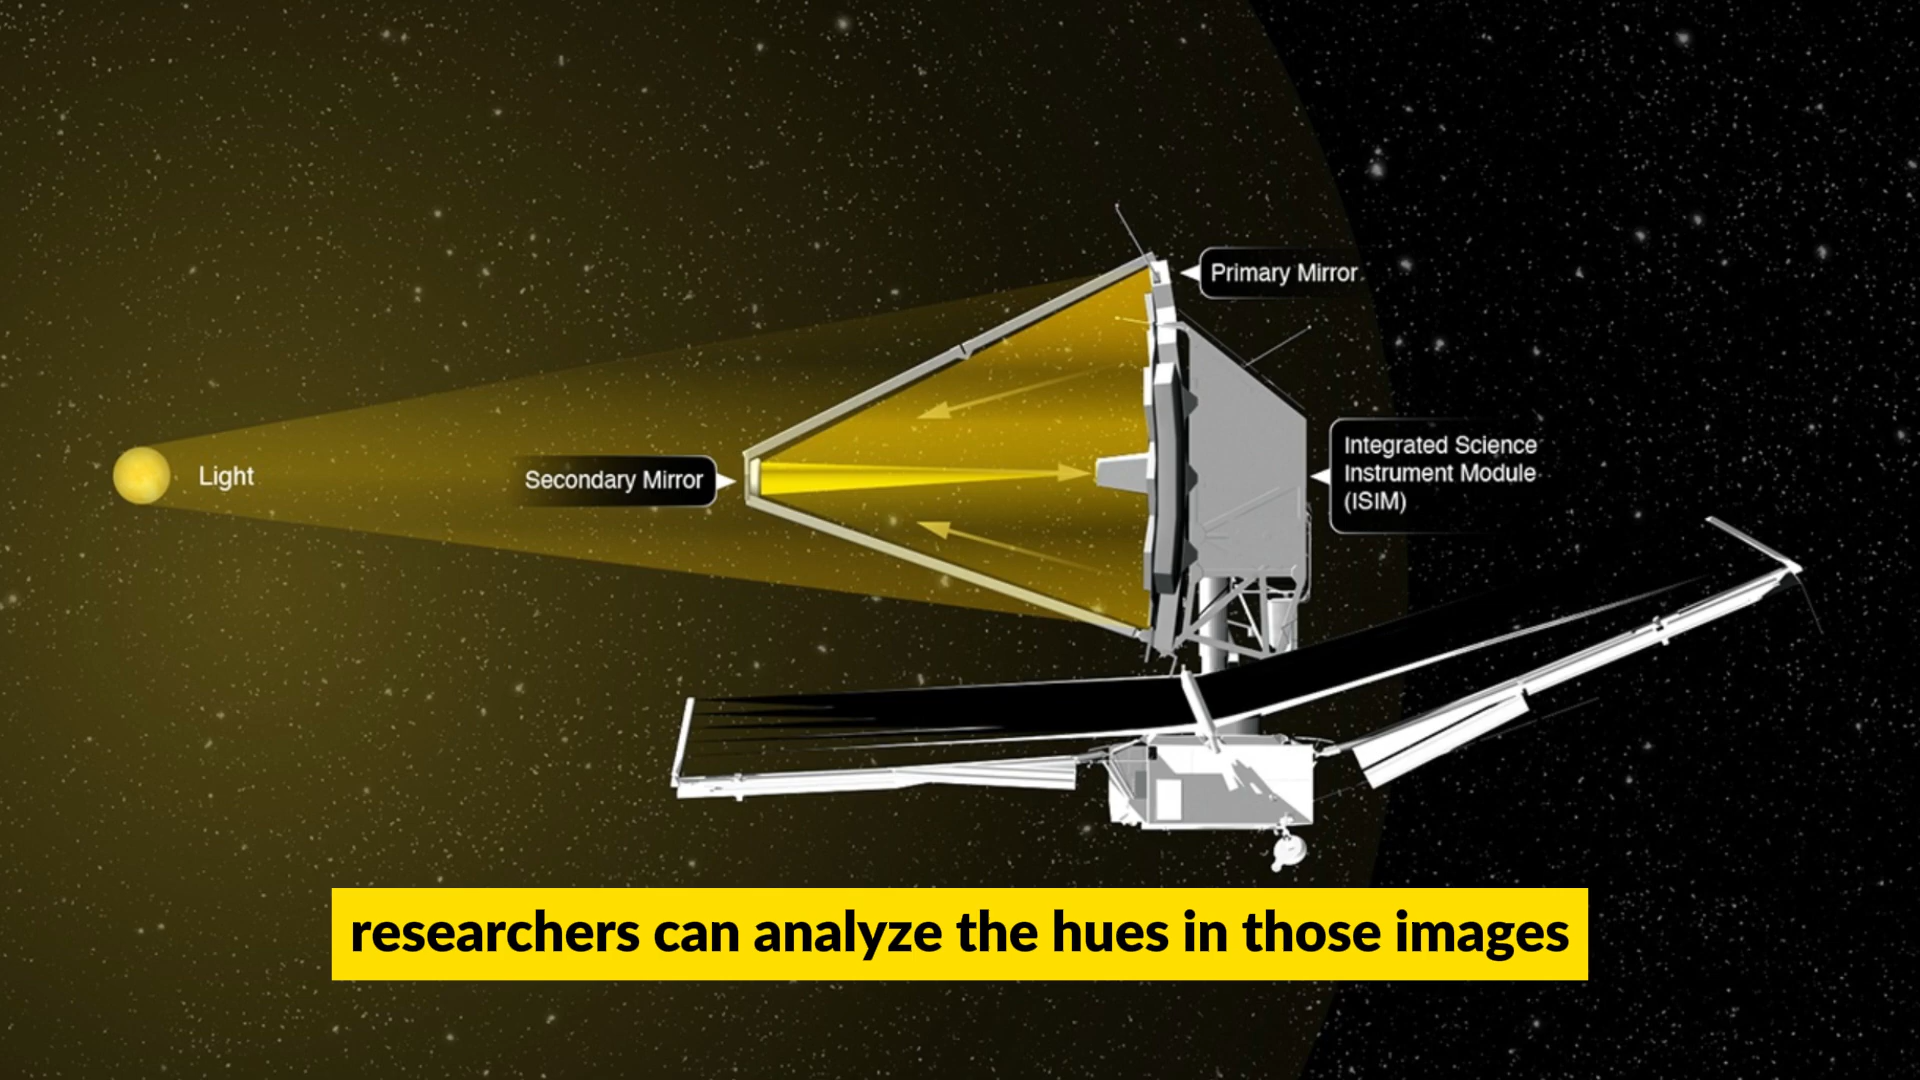 Primary Mirror
Light
Secondary Mirror
Integrated Science
Instrument Module
(ISIM)
researchers can analyze the hues in those images